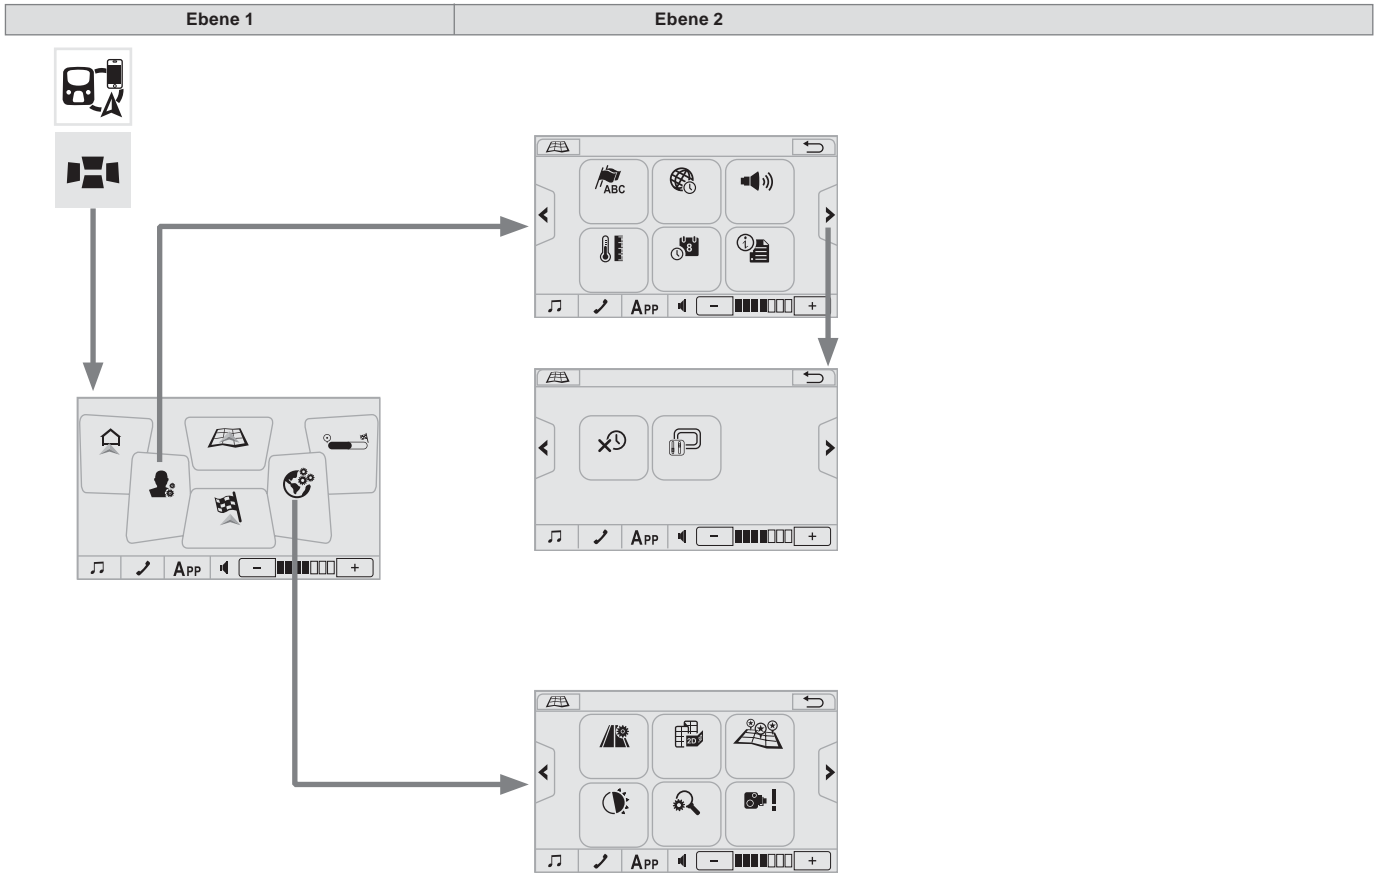 Ebene 1
Ebene 2
ABC
8
i
APP
- +
APP
- +
APP
- +
2D
!
APP
- +